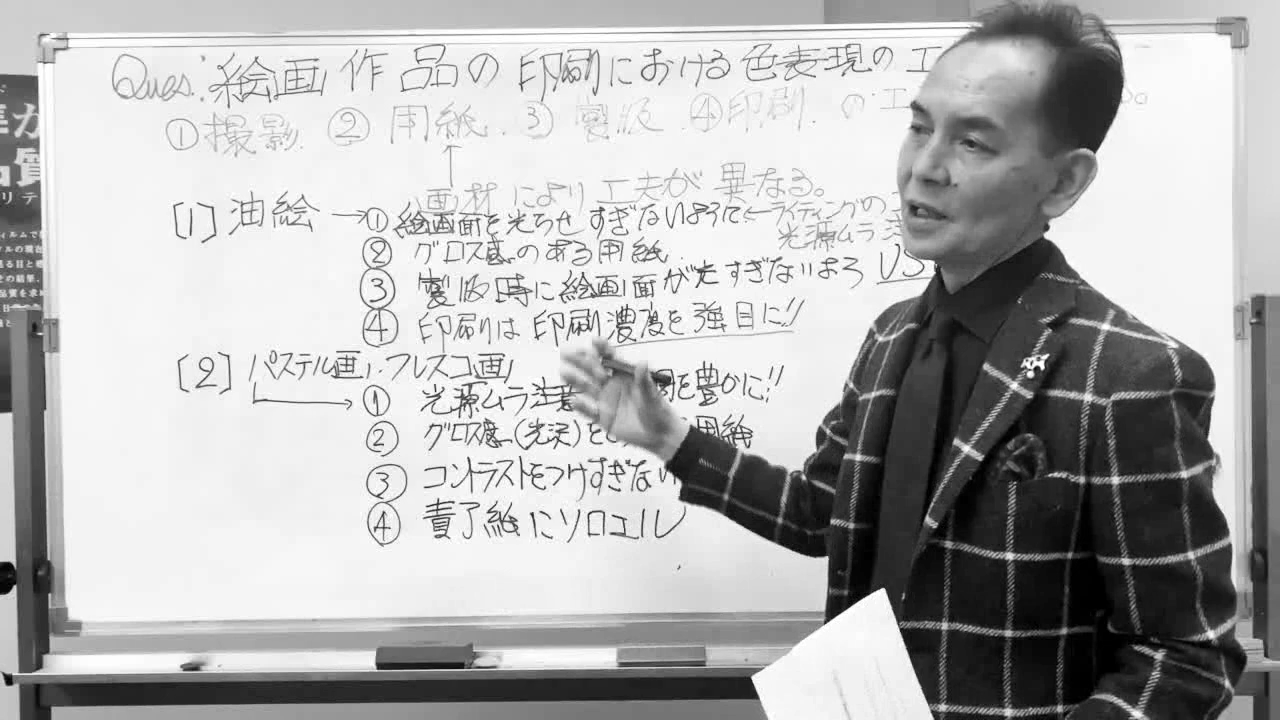 Ques: 絵画作品の印刷における色表現の工
①撮影. ②用紙. ③製版. ④印刷. の工
画材により工夫が異なる。
[1] 油絵 → ① 絵画面を光らせすぎないように ← ライティングの
光源ムラ注
② グロス感のある用紙.
③ 製版時に絵画面が光すぎないよう VS
④ 印刷は印刷濃度を強目に!!
[2] パステル画, フレスコ画
① 光源ムラ注意 を豊かに!!
② グロス感(光沢)を 用紙
③ コントラストをつけすぎない
④ 責了紙にソロエル
品質
リテ